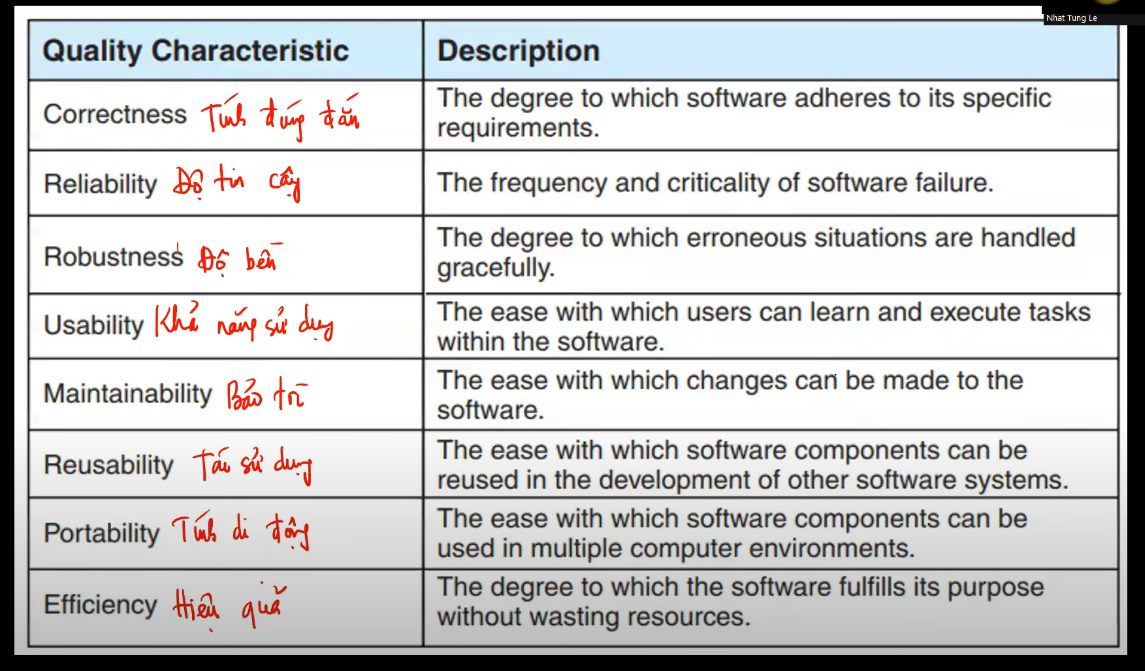 Nhat Tung Le
Quality Characteristic
Description
Correctness Tính đúng đắn
The degree to which software adheres to its specific
requirements.
Reliability Độ tin cậy
The frequency and criticality of software failure.
Robustness Độ bền
The degree to which erroneous situations are handled
gracefully.
Usability Khả năng sử dụng
The ease with which users can learn and execute tasks
within the software.
Maintainability Bảo trì
The ease with which changes can be made to the
software.
Reusability Tái sử dụng
The ease with which software components can be
reused in the development of other software systems.
Portability Tính di động
The ease with which software components can be
used in multiple computer environments.
Efficiency Hiệu quả
The degree to which the software fulfills its purpose
without wasting resources.